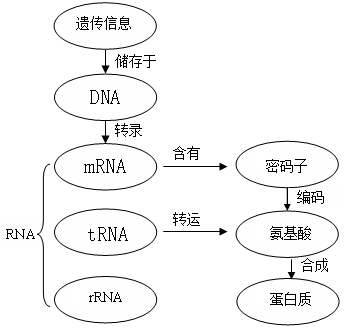 遗传信息
储存于
DNA
转录
mRNA
含有
密码子
编码
RNA
tRNA
转运
氨基酸
合成
rRNA
蛋白质